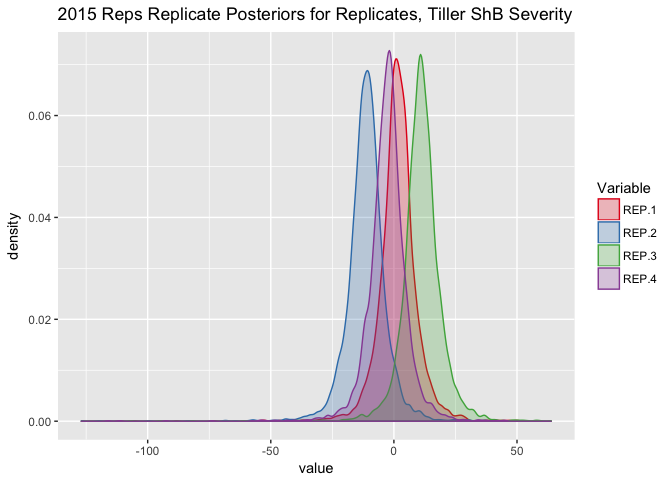 2015 Reps Replicate Posteriors for Replicates, Tiller ShB Severity
0.06
0.04
0.02
0.00
density
-100
-50
0
50
value
Variable
REP.1
REP.2
REP.3
REP.4